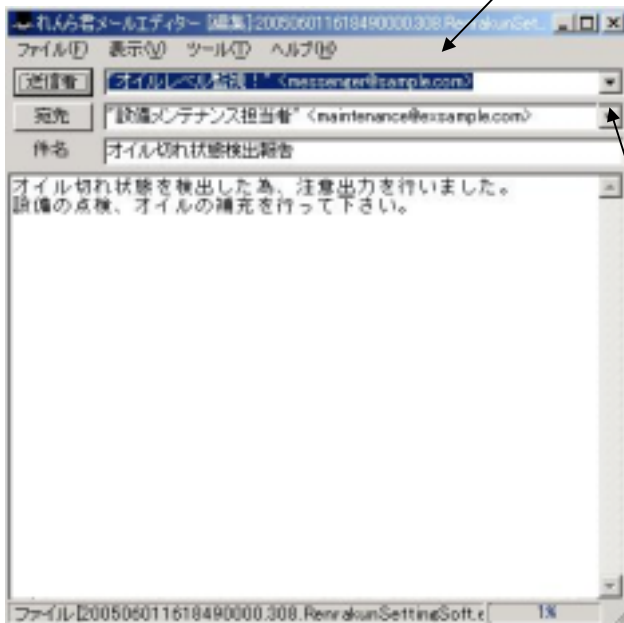 れんら君メールエディター [編集]:200506011618490000.308.RenrakunSet...
ファイル(F) 表示(V) ツール(T) ヘルプ(H)
送信者 "オイルレベル監視！" <messenger@sample.com>
宛先 "設備メンテナンス担当者" <maintenance@exsample.com>
件名 オイル切れ状態検出報告
オイル切れ状態を検出した為、注意出力を行いました。
設備の点検、オイルの補充を行って下さい。
ファイル[200506011618490000.308.RenrakunSettingSoft.e 1%